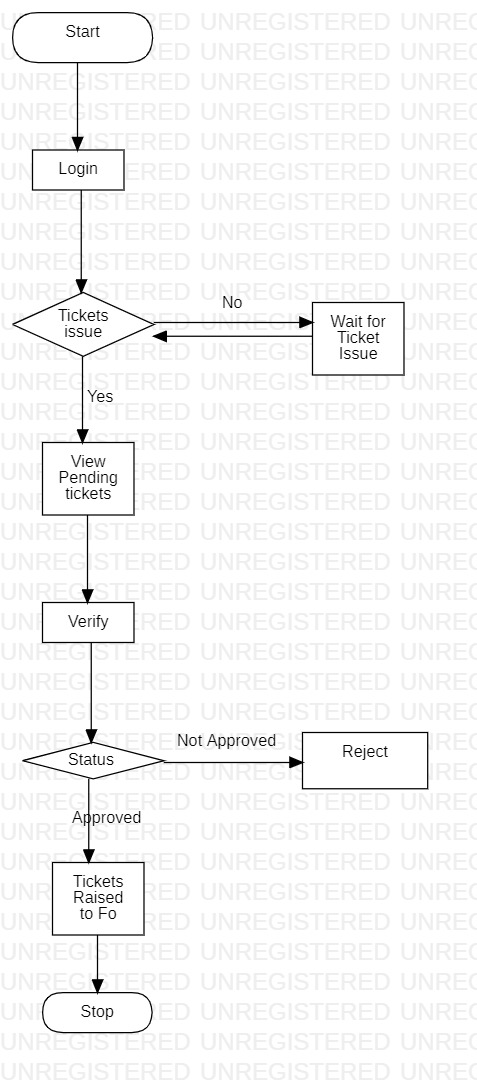 Start
Login
Tickets
issue
No
Wait for
Ticket
Issue
Yes
View
Pending
tickets
Verify
Status
Not Approved
Reject
Approved
Tickets
Raised
to Fo
Stop
UNREGISTERED